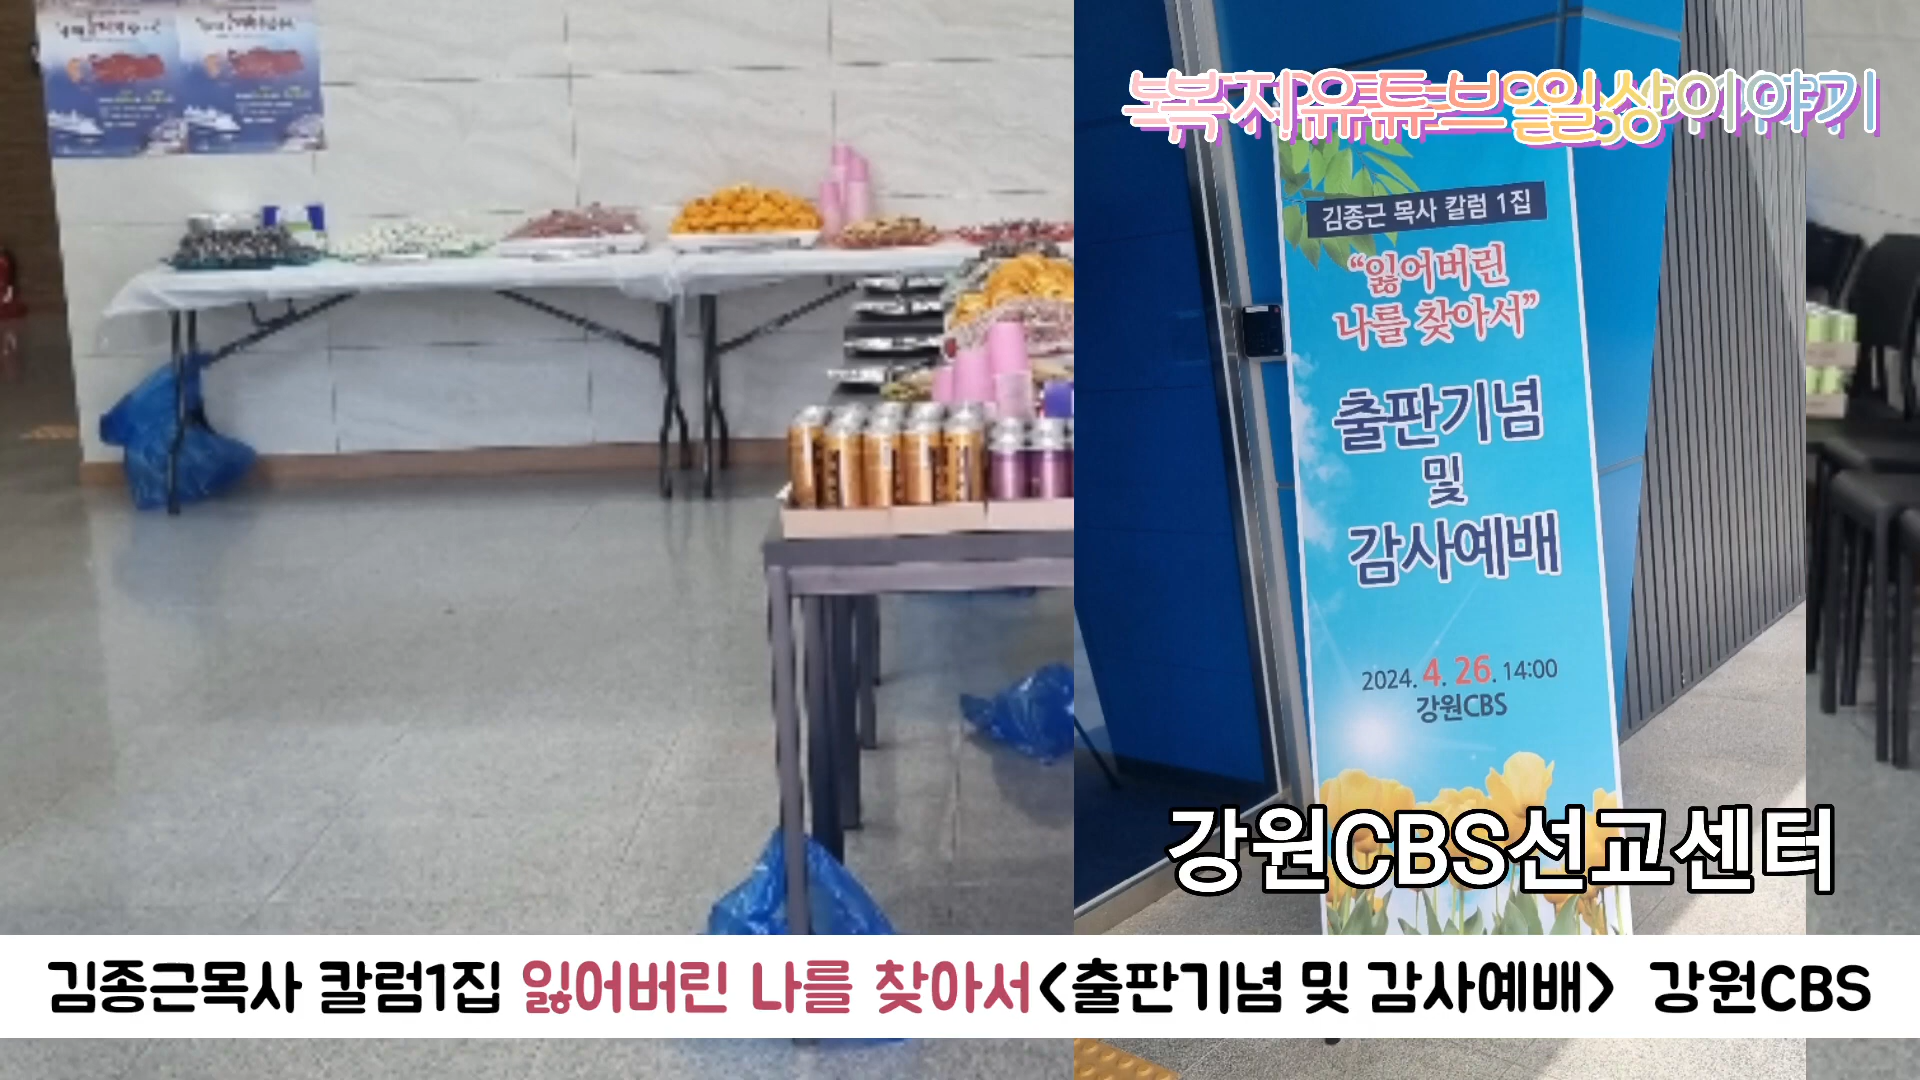 복지유튜브일상이야기
김종근 목사 칼럼 1집
“잃어버린
나를 찾아서”
출판기념
및
감사예배
2024. 4. 26. 14:00
강원CBS
강원CBS선교센터
김종근목사 칼럼1집 잃어버린 나를 찾아서<출판기념 및 감사예배> 강원CBS